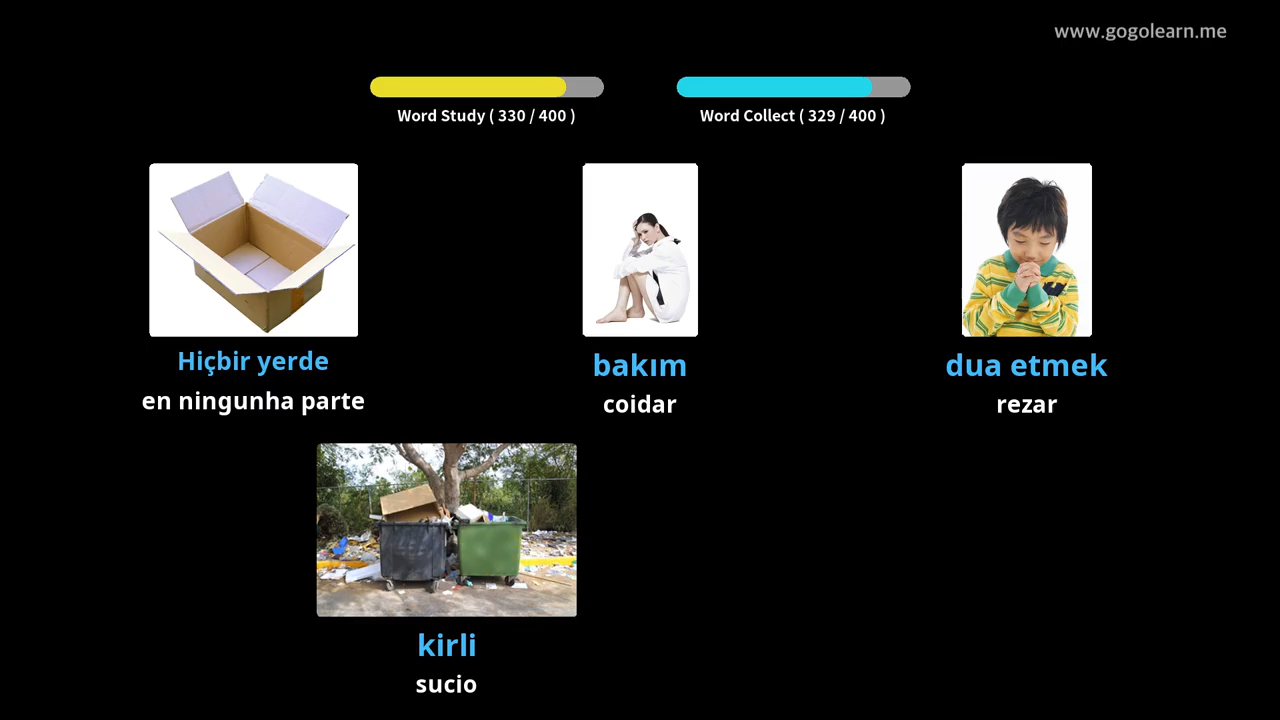 www.gogolearn.me
Word Study ( 330 / 400 )
Word Collect ( 329 / 400 )
Hiçbir yerde
en ningunha parte
bakım
coidar
dua etmek
rezar
kirli
sucio